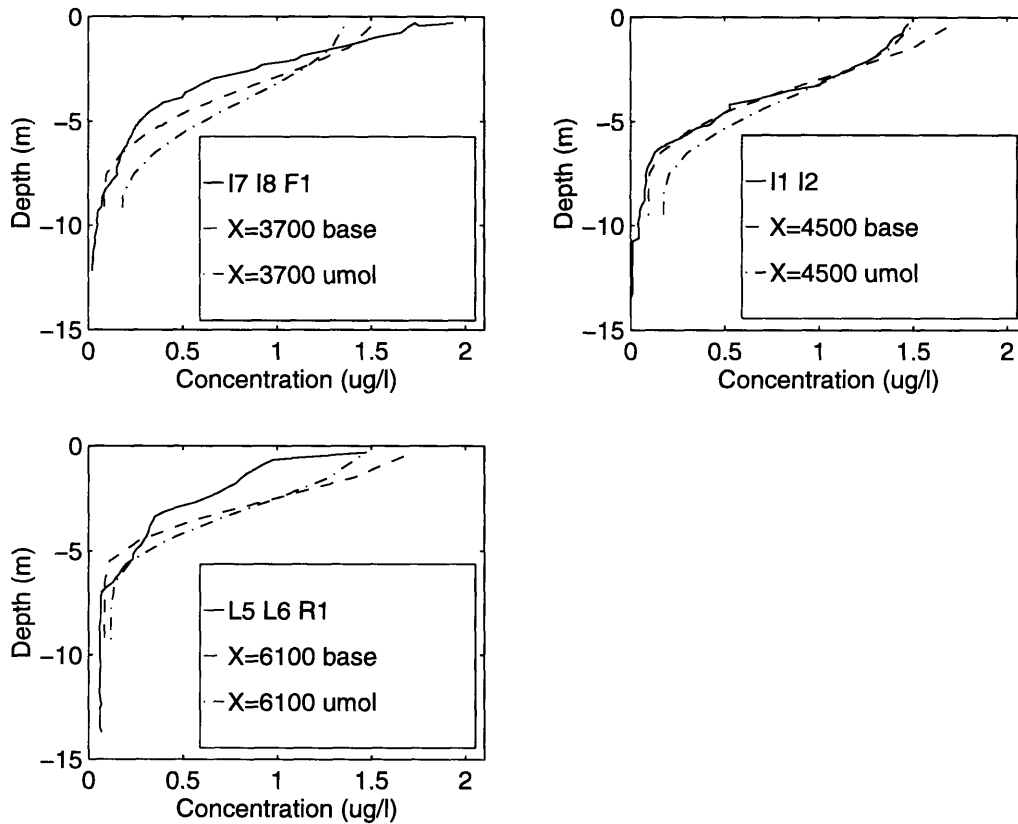 0
−5
−10
−15
Depth (m)
0 0.5 1 1.5 2
Concentration (ug/l)
I7 I8 F1
X=3700 base
X=3700 umol
0
−5
−10
−15
Depth (m)
0 0.5 1 1.5 2
Concentration (ug/l)
I1 I2
X=4500 base
X=4500 umol
0
−5
−10
−15
Depth (m)
0 0.5 1 1.5 2
Concentration (ug/l)
L5 L6 R1
X=6100 base
X=6100 umol